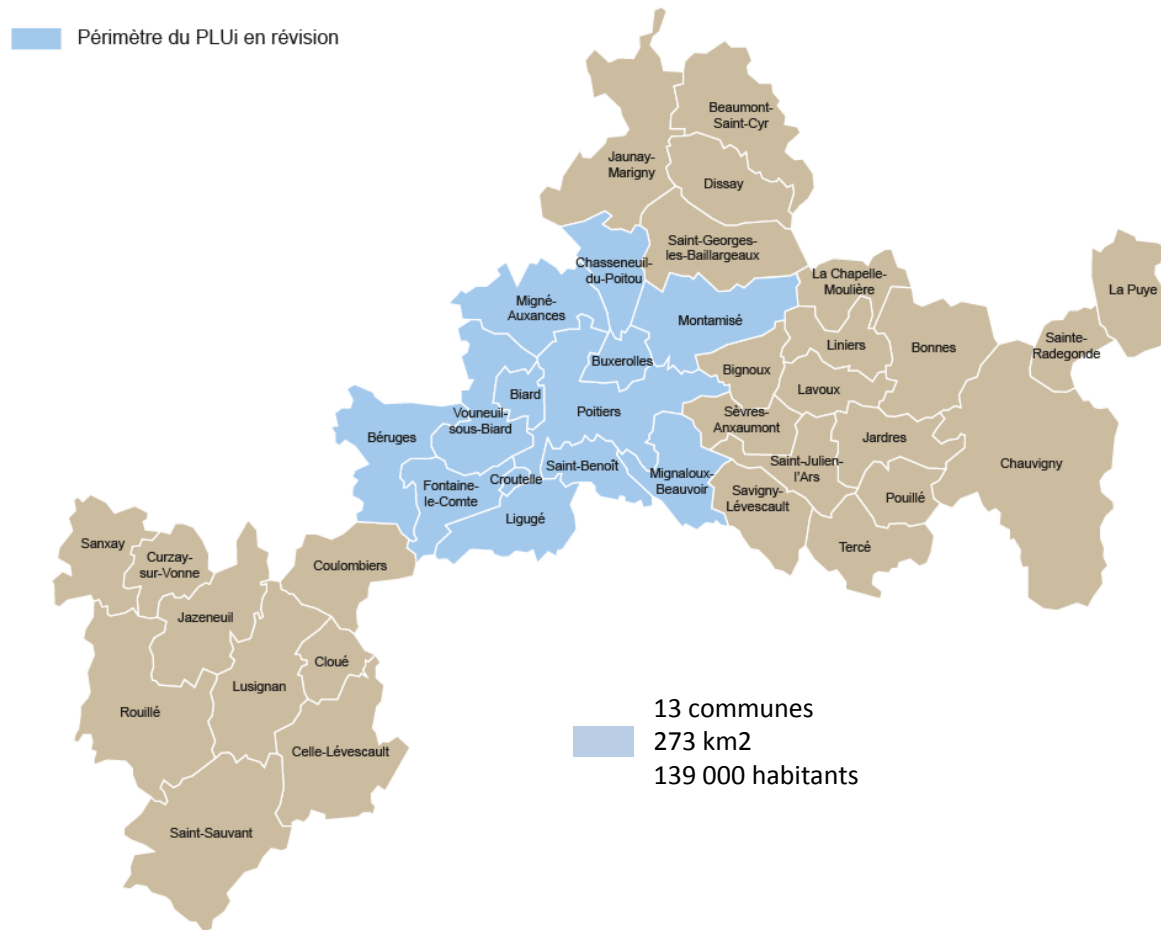 Périmètre du PLUi en révision
Beaumont-
Saint-Cyr
Jaunay-
Marigny
Dissay
Saint-Georges-
les-Baillargeaux
Chasseneuil-
du-Poitou
La Chapelle-
Moulière
La Puye
Migné-
Auxances
Montamisé
Sainte-
Radegonde
Liniers
Bonnes
Buxerolles
Bignoux
Lavoux
Biard
Poitiers
Vouneuil-
sous-Biard
Sèvres-
Anxaumont
Béruges
Jardres
Saint-Benoît
Mignaloux-
Beauvoir
Saint-Julien-
l'Ars
Chauvigny
Fontaine-
le-Comte
Croutelle
Savigny-
Lévescault
Pouillé
Ligugé
Tercé
Sanxay
Curzay-
sur-Vonne
Coulombiers
Jazeneuil
Cloué
Lusignan
Rouillé
Celle-Lévescault
Saint-Sauvant
13 communes
273 km2
139 000 habitants